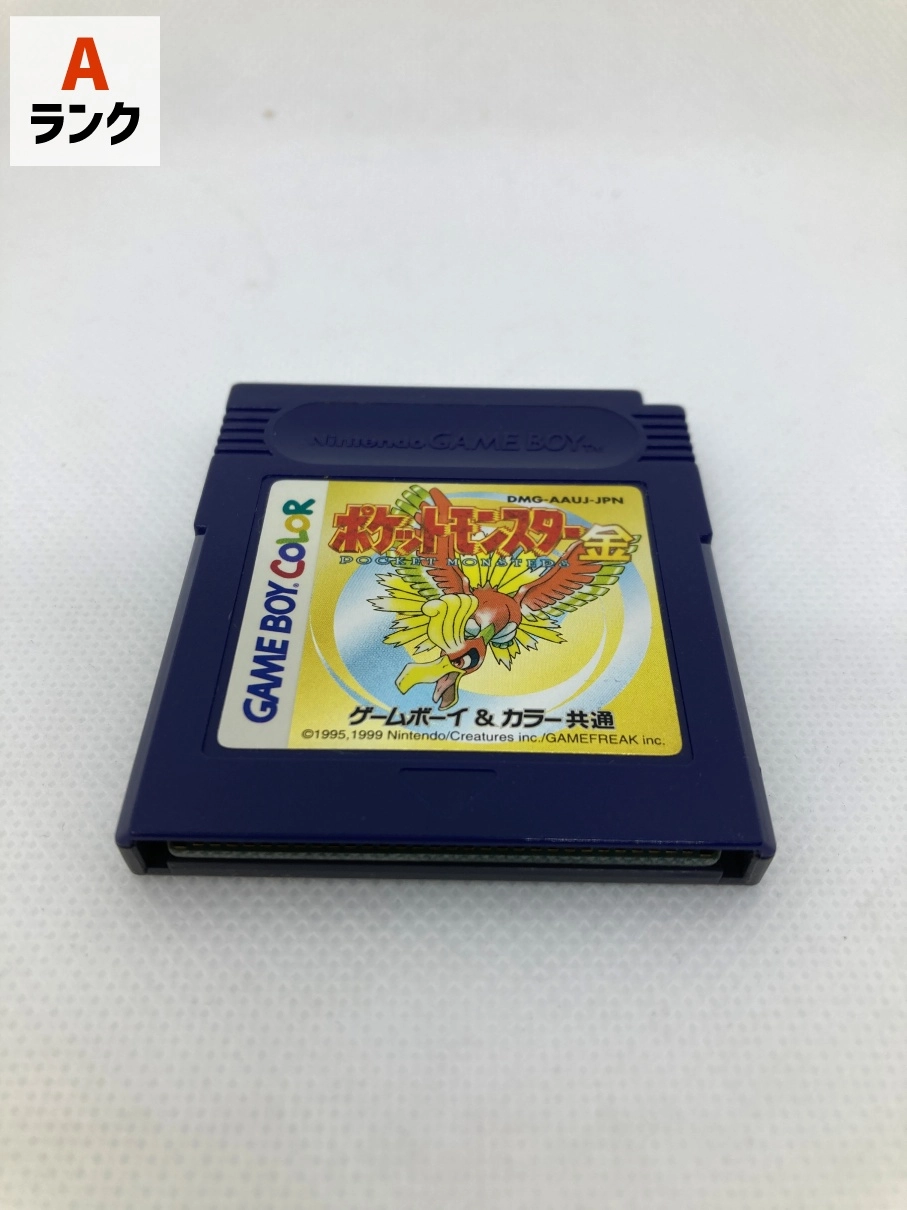 A
ランク
Nintendo GAME BOY™
DMG-AAUJ-JPN
ポケットモンスター金
POCKET MONSTERS
GAME BOY COLOR
ゲームボーイ & カラー共通
©1995,1999 Nintendo/Creatures inc./GAMEFREAK inc.